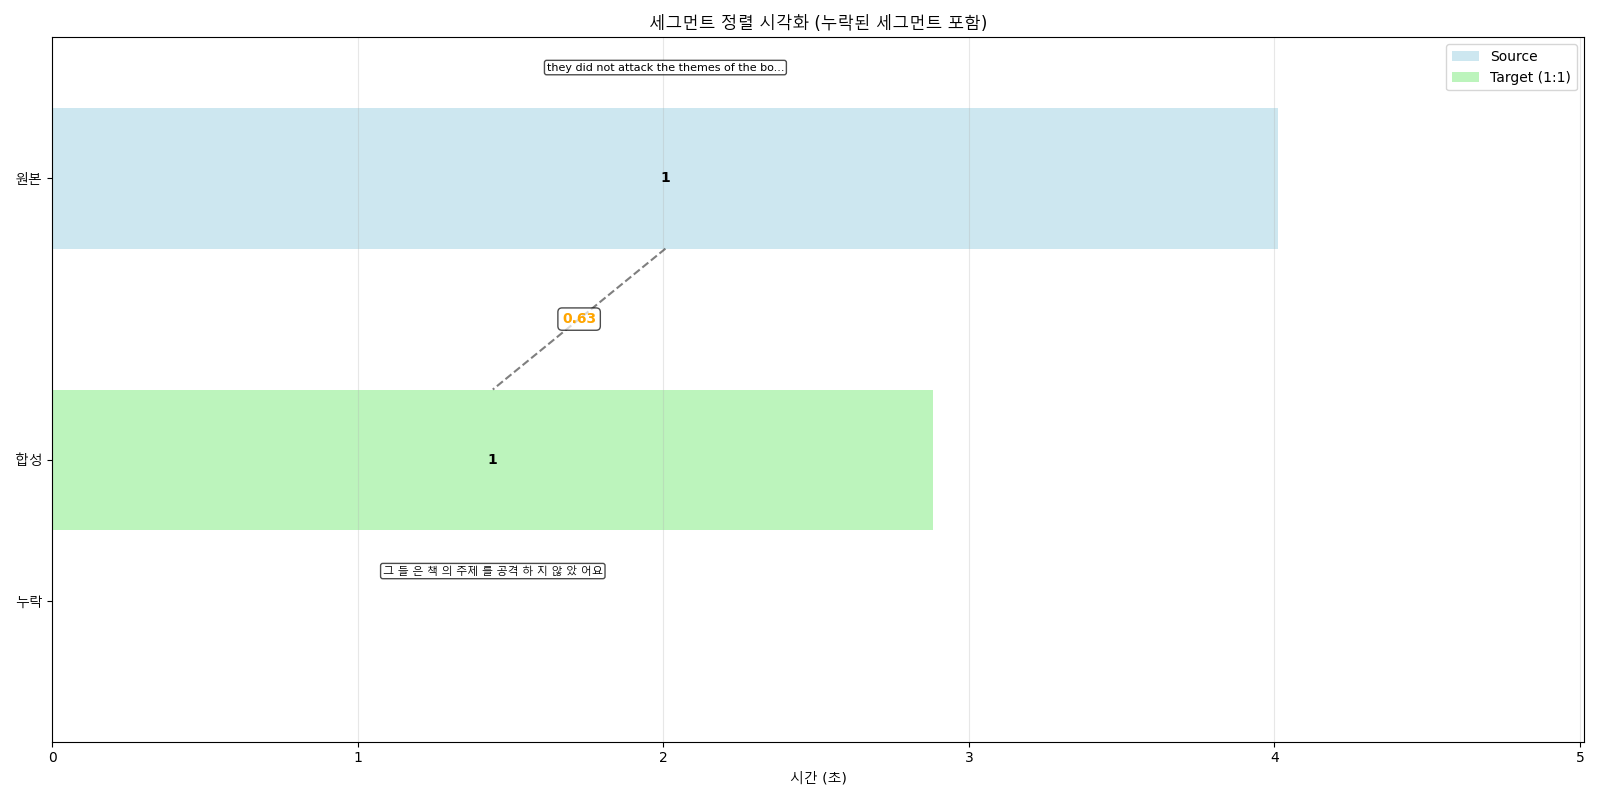 세그먼트 정렬 시각화 (누락된 세그먼트 포함)
Source
Target (1:1)
they did not attack the themes of the bo...
원본
1
0.63
합성
1
그 들 은 책 의 주제 를 공격 하 지 않 았 어요
누락
0 1 2 3 4 5
시간 (초)